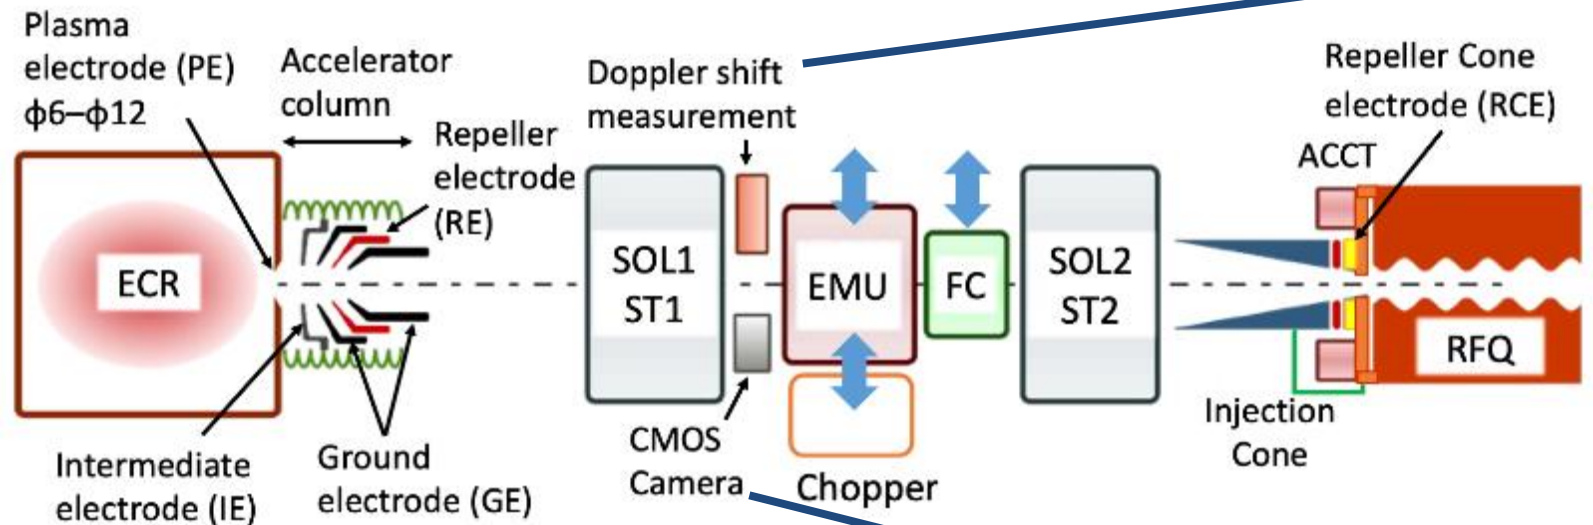 Plasma
electrode (PE)
ϕ6–ϕ12
Accelerator
column
Repeller
electrode
(RE)
Doppler shift
measurement
Repeller Cone
electrode (RCE)
ACCT
ECR
SOL1
ST1
EMU
FC
SOL2
ST2
RFQ
Intermediate
electrode (IE)
Ground
electrode (GE)
CMOS
Camera
Chopper
Injection
Cone